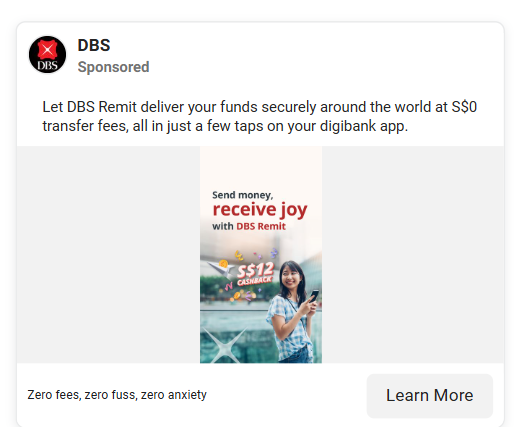 DBS
DBS
Sponsored
Let DBS Remit deliver your funds securely around the world at S$0
transfer fees, all in just a few taps on your digibank app.
Send money,
receive joy
with DBS Remit
S$12
CASHBACK
Zero fees, zero fuss, zero anxiety
Learn More